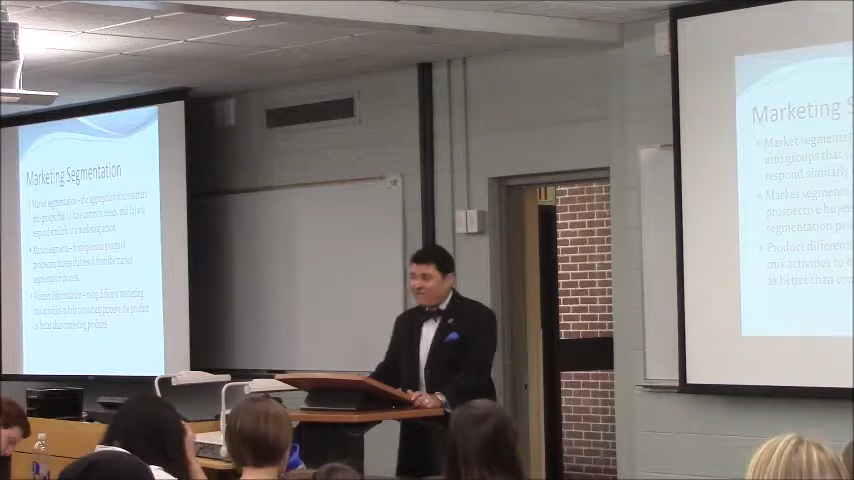 Marketing Segmentation
Market segmentation – the aggregation of consumers
into groups that (1) have common needs and (2) will
respond similarly to a marketing action.
Market segments – homogeneous groups of
prospective buyers that result from the market
segmentation process.
Product differentiation – using different marketing
mix activities to help consumers perceive the product
as better than competing products.
Marketing S
Market segmentation
into groups that
respond similarly
Market segments
prospective buyers
segmentation pro
Product different
mix activities to h
as better than com